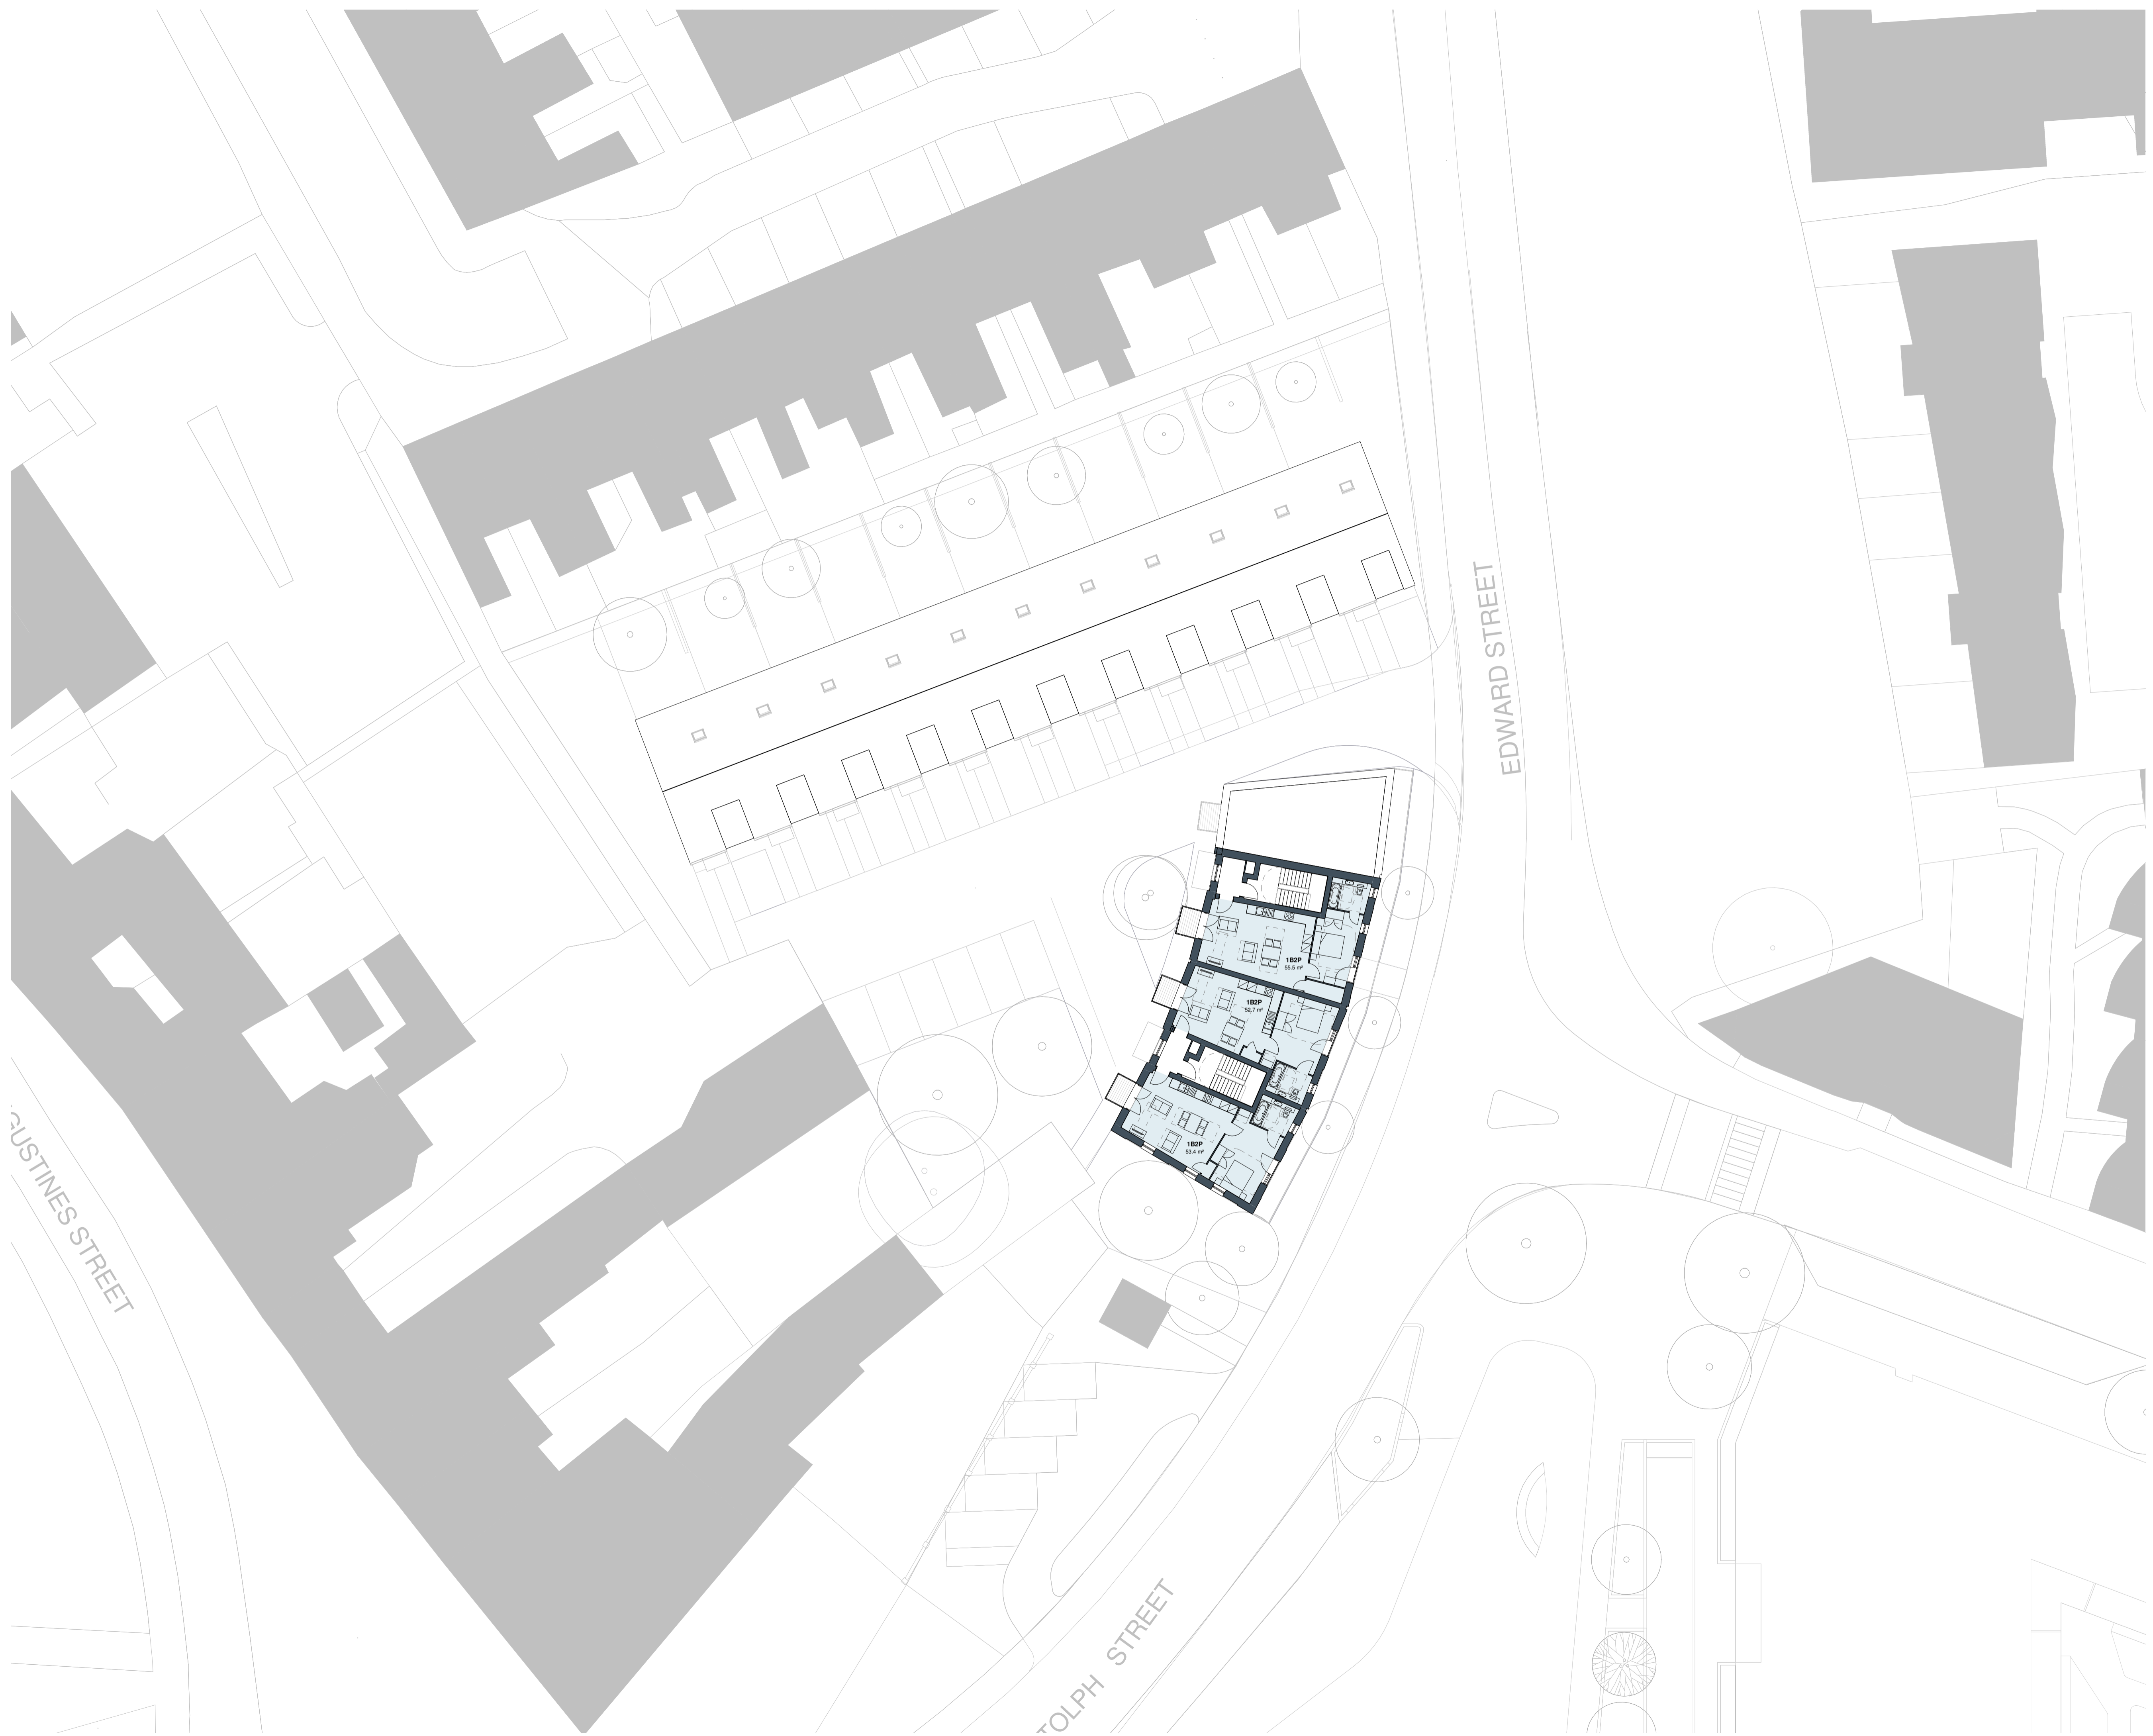 EDWARD STREET
1B2P
55.5 m²
1B2P
52.7 m²
1B2P
53.4 m²
GUSTINES STREET
TOLPH STREET